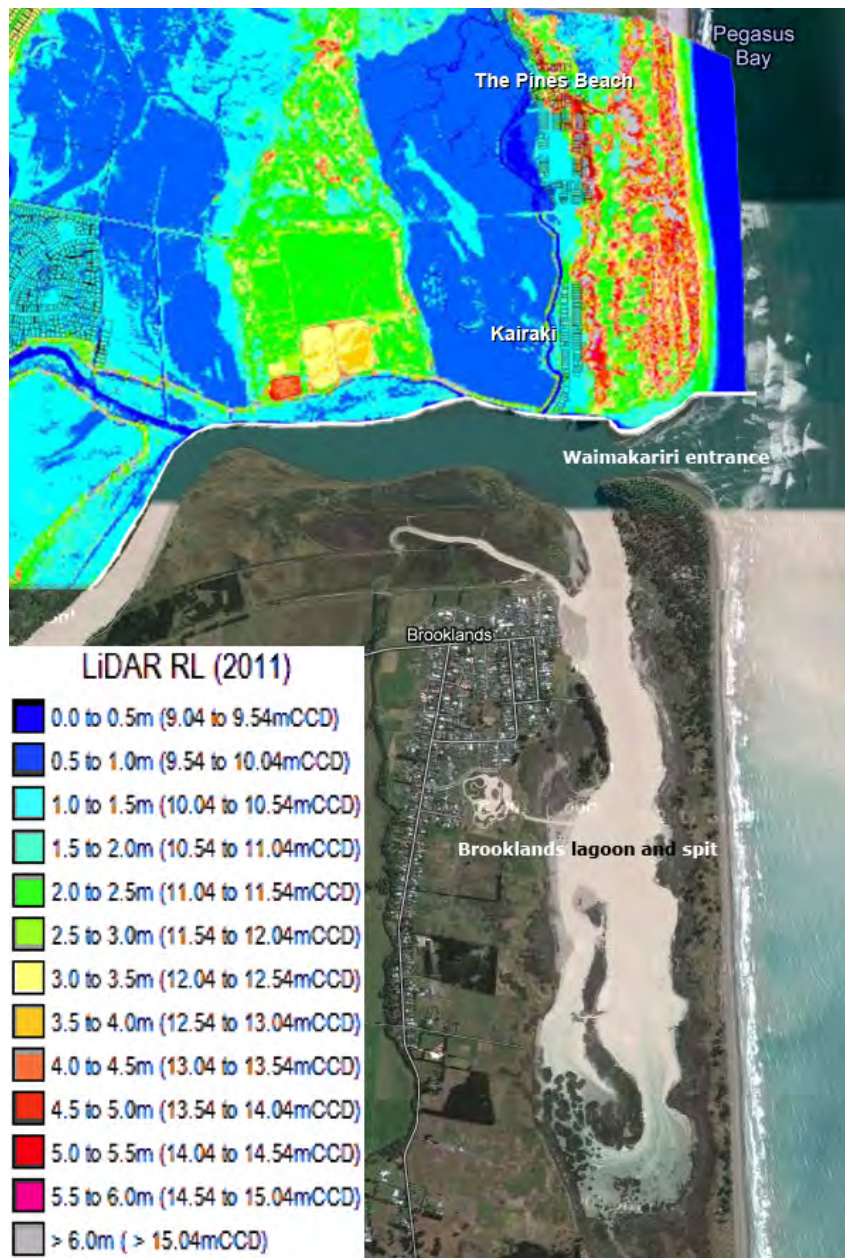 Pegasus
Bay
The Pines Beach
Kairaki
Waimakariri entrance
Brooklands
Brooklands lagoon and spit
LiDAR RL (2011)
0.0 to 0.5m (9.04 to 9.54mCCD)
0.5 to 1.0m (9.54 to 10.04mCCD)
1.0 to 1.5m (10.04 to 10.54mCCD)
1.5 to 2.0m (10.54 to 11.04mCCD)
2.0 to 2.5m (11.04 to 11.54mCCD)
2.5 to 3.0m (11.54 to 12.04mCCD)
3.0 to 3.5m (12.04 to 12.54mCCD)
3.5 to 4.0m (12.54 to 13.04mCCD)
4.0 to 4.5m (13.04 to 13.54mCCD)
4.5 to 5.0m (13.54 to 14.04mCCD)
5.0 to 5.5m (14.04 to 14.54mCCD)
5.5 to 6.0m (14.54 to 15.04mCCD)
> 6.0m ( > 15.04mCCD)